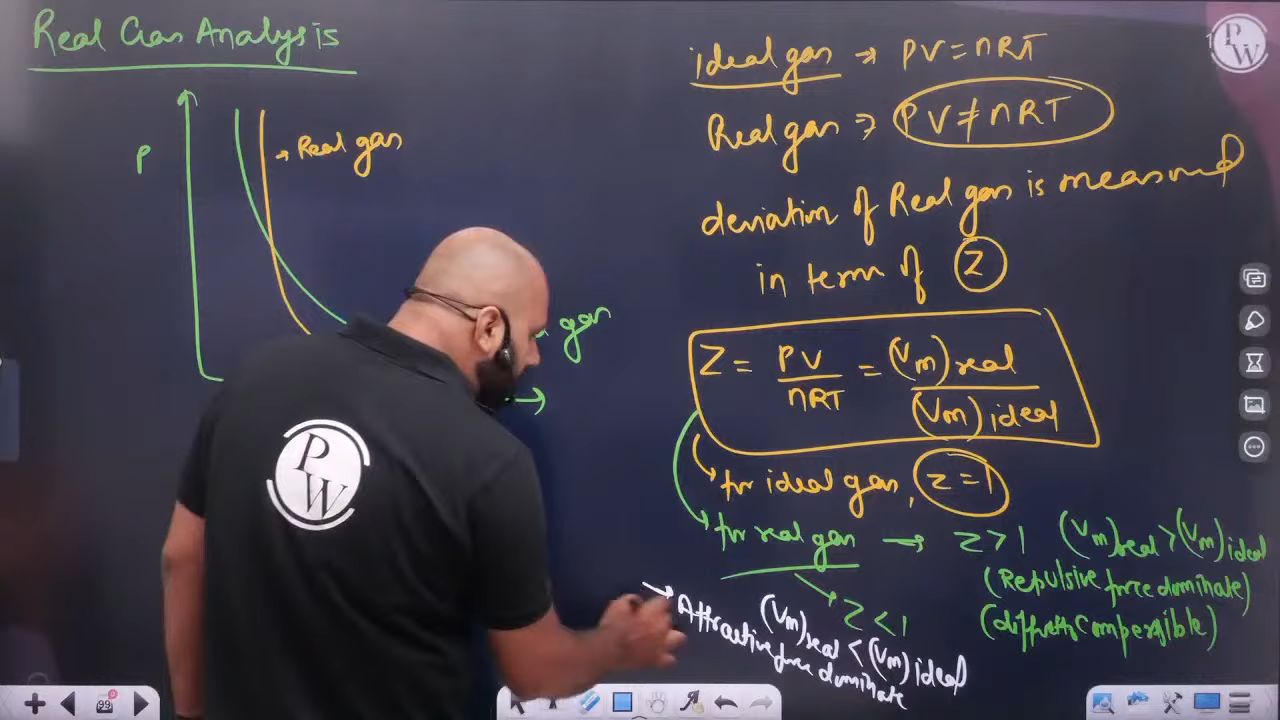 Real Gas Analysis
P
Real gas
gas
ideal gas → PV = nRT
Real gas ⇒ PV ≠ nRT
deviation of Real gas is measured
in term of Z
Z = PV/nRT = (Vm)real/(Vm)ideal
for ideal gas, Z=1
for real gas → Z>1 (Vm)real > (Vm)ideal
(Repulsive force dominate)
Z<1
(Vm)real < (Vm)ideal
Attractive force dominate
PW
PW
99